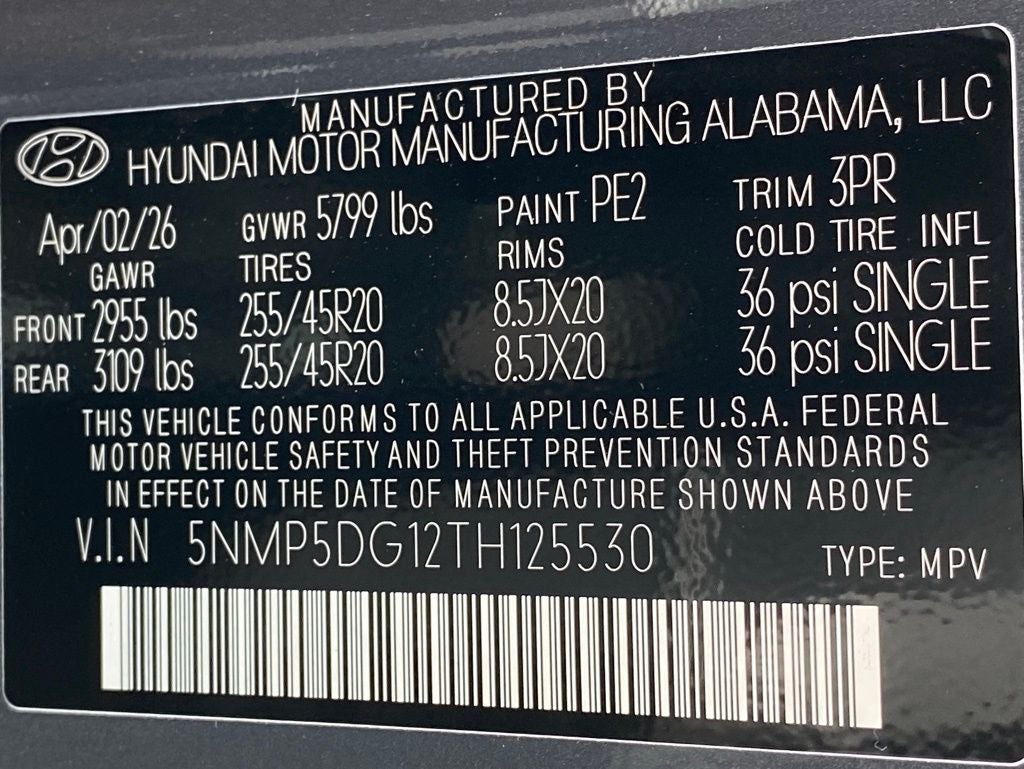 MANUFACTURED BY
HYUNDAI MOTOR MANUFACTURING ALABAMA, LLC
Apr/02/26 GVWR 5799 lbs PAINT PE2 TRIM 3PR
GAWR TIRES RIMS COLD TIRE INFL
FRONT 2955 lbs 255/45R20 8.5JX20 36 psi SINGLE
REAR 3109 lbs 255/45R20 8.5JX20 36 psi SINGLE
THIS VEHICLE CONFORMS TO ALL APPLICABLE U.S.A. FEDERAL
MOTOR VEHICLE SAFETY AND THEFT PREVENTION STANDARDS
IN EFFECT ON THE DATE OF MANUFACTURE SHOWN ABOVE
V.I.N 5NMP5DG12TH125530 TYPE: MPV